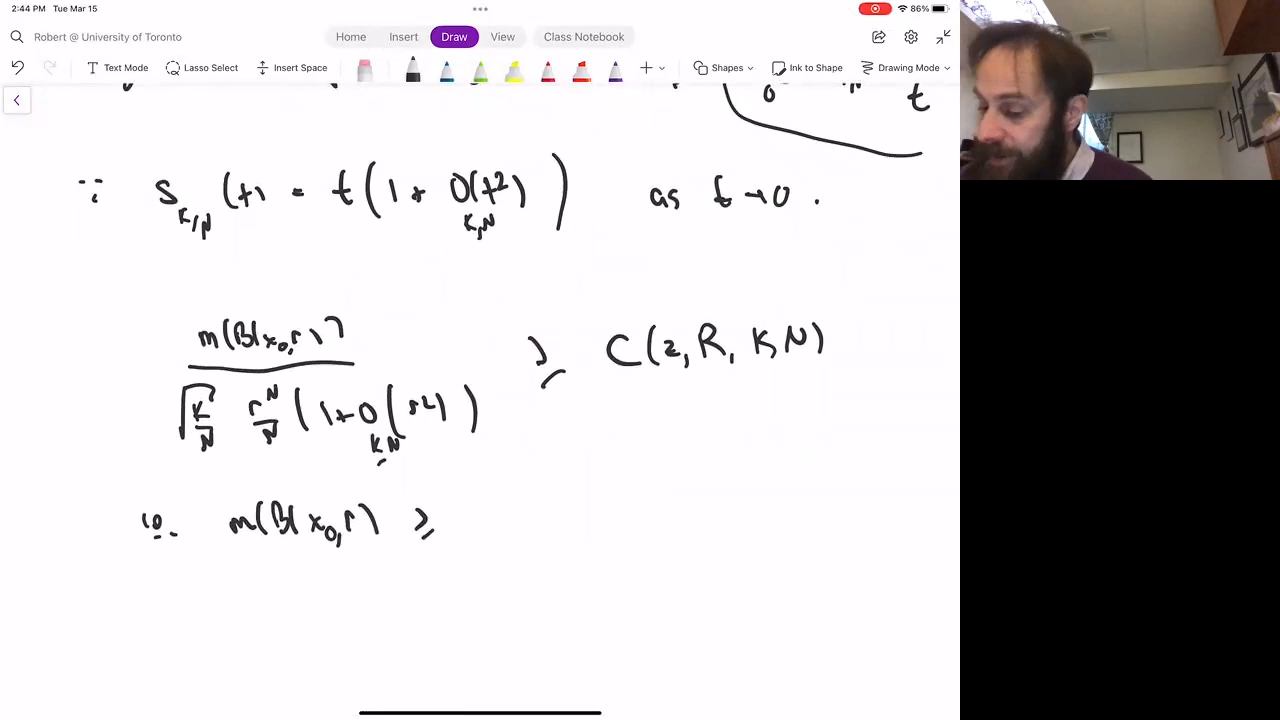 2:44 PM Tue Mar 15
86%
Robert @ University of Toronto
Home Insert Draw View Class Notebook
Text Mode Lasso Select Insert Space Shapes Ink to Shape Drawing Mode
0 t
∵ S_{K/N}(t) = t(1 + O_{K,N}(t²)) as t → 0.
m(B(x₀,r)) / (√(K/N) r^N/N (1+O_{KN}(r²))) ≥ C(z, R, K, N)
i.e. m(B(x₀,r) ≥